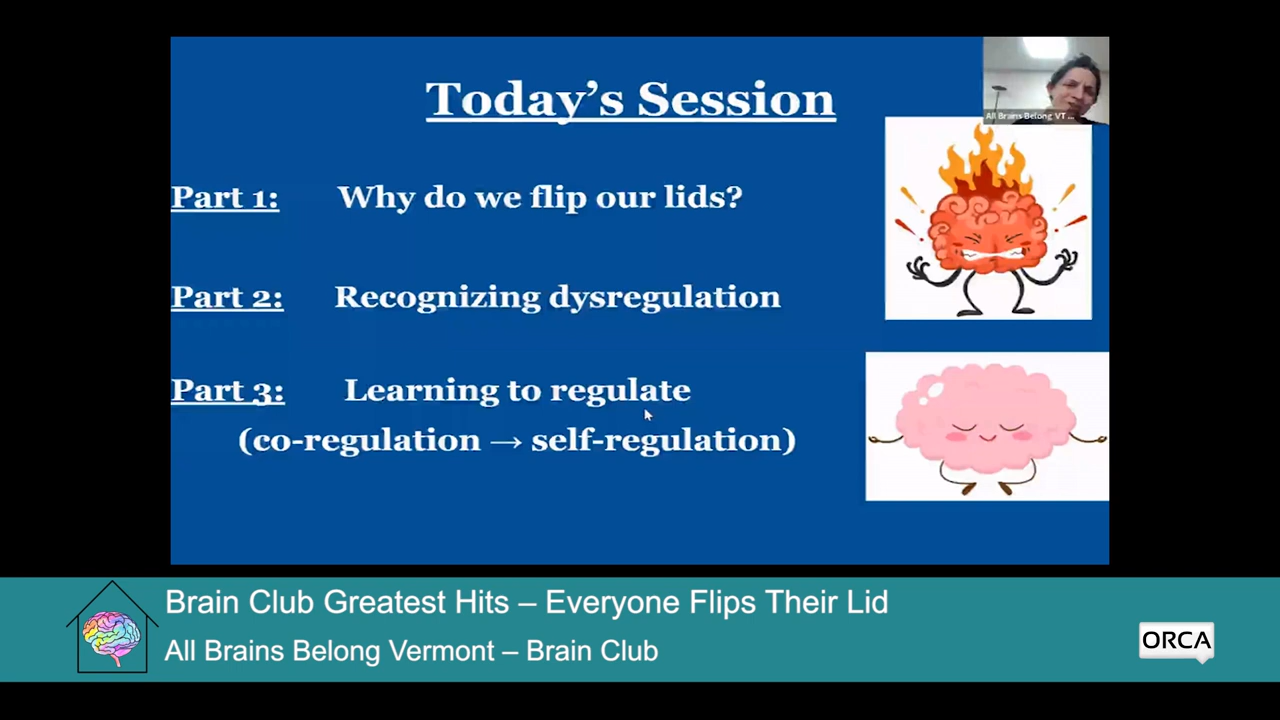 Today's Session
All Brains Belong VT ...
Part 1: Why do we flip our lids?
Part 2: Recognizing dysregulation
Part 3: Learning to regulate
(co-regulation → self-regulation)
Brain Club Greatest Hits – Everyone Flips Their Lid
All Brains Belong Vermont – Brain Club
ORCA